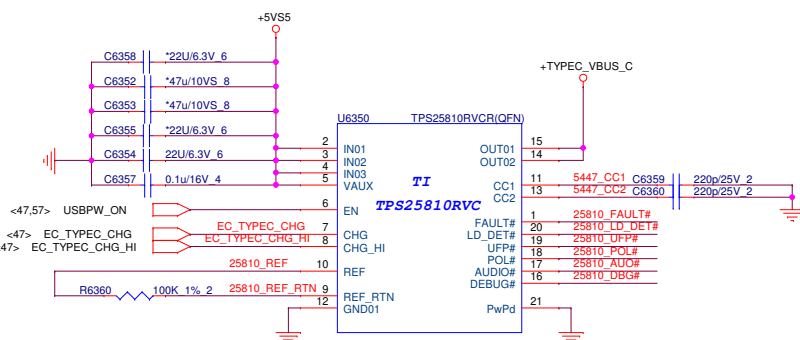 +5VS5
C6358 *22U/6.3V_6
C6352 *47u/10VS_8
C6353 *47u/10VS_8
C6355 *22U/6.3V_6
C6354 22U/6.3V_6
C6357 0.1u/16V_4
+TYPEC_VBUS_C
U6350 TPS25810RVCR(QFN)
2 IN01
3 IN02
4 IN03
5 VAUX
TI
TPS25810RVC
15 OUT01
14 OUT02
11 CC1 5447_CC1 C6359 220p/25V_2
13 CC2 5447_CC2 C6360 220p/25V_2
<47,57> USBPW_ON 6 EN
<47> EC_TYPEC_CHG EC_TYPEC_CHG 7 CHG
47> EC_TYPEC_CHG_HI EC_TYPEC_CHG_HI 8 CHG_HI
1 FAULT# 25810_FAULT#
20 LD_DET# 25810_LD_DET#
19 UFP# 25810_UFP#
18 POL# 25810_POL#
17 AUDIO# 25810_AUO#
16 DEBUG# 25810_DBG#
25810_REF 10 REF
R6360 100K_1%_2 25810_REF_RTN 9 REF_RTN
12 GND01
PwPd 21